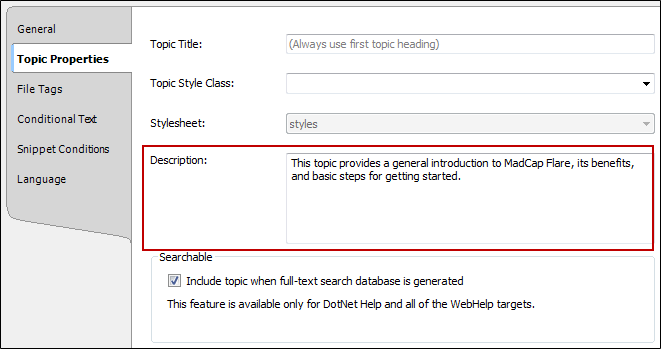 General
Topic Properties
File Tags
Conditional Text
Snippet Conditions
Language
Topic Title: (Always use first topic heading)
Topic Style Class:
Stylesheet: styles
Description: This topic provides a general introduction to MadCap Flare, its benefits,
and basic steps for getting started.
Searchable
Include topic when full-text search database is generated
This feature is available only for DotNet Help and all of the WebHelp targets.